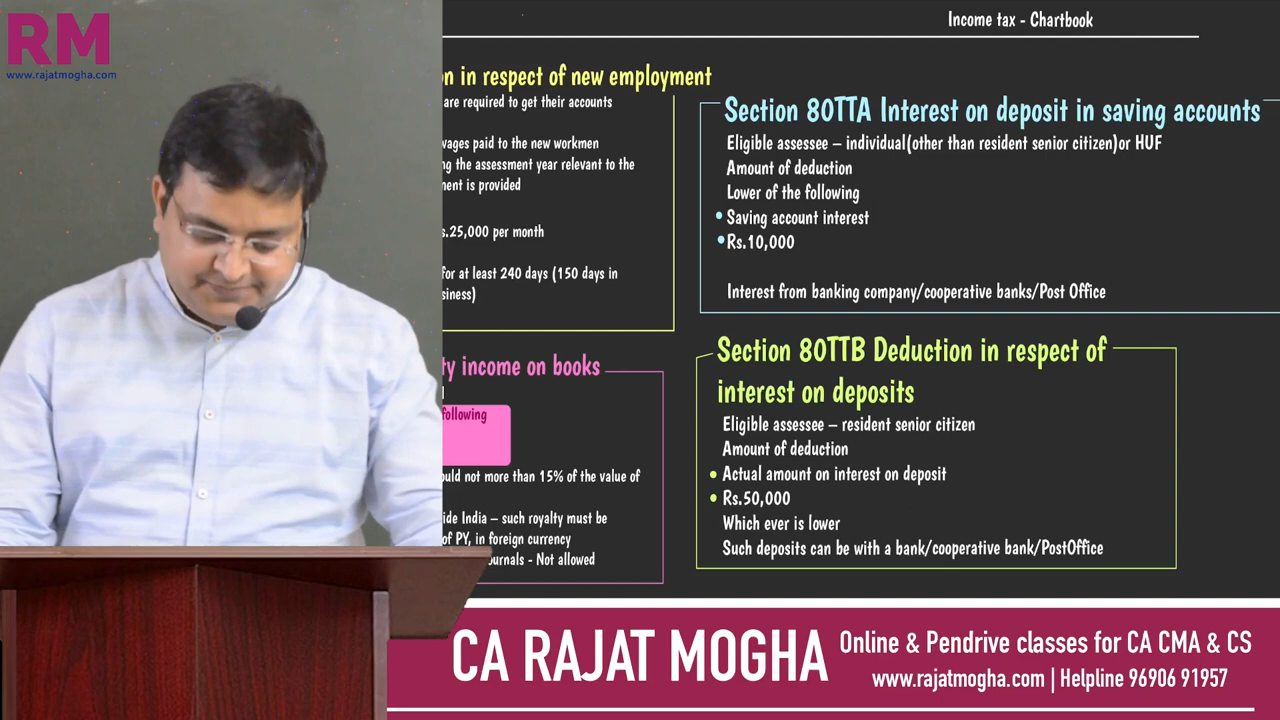 RM
www.rajatmogha.com
Income tax - Chartbook
in respect of new employment
are required to get their accounts
wages paid to the new workmen
the assessment year relevant to the
is provided
25,000 per month
for at least 240 days (150 days in
income on books
following
not more than 15% of the value of
India – such royalty must be
of PY, in foreign currency
- Not allowed
Section 80TTA Interest on deposit in saving accounts
Eligible assessee – individual(other than resident senior citizen)or HUF
Amount of deduction
Lower of the following
• Saving account interest
• Rs.10,000
Interest from banking company/cooperative banks/Post Office
Section 80TTB Deduction in respect of
interest on deposits
Eligible assessee – resident senior citizen
Amount of deduction
• Actual amount on interest on deposit
• Rs.50,000
Which ever is lower
Such deposits can be with a bank/cooperative bank/PostOffice
CA RAJAT MOGHA
Online & Pendrive classes for CA CMA & CS
www.rajatmogha.com | Helpline 96906 91957